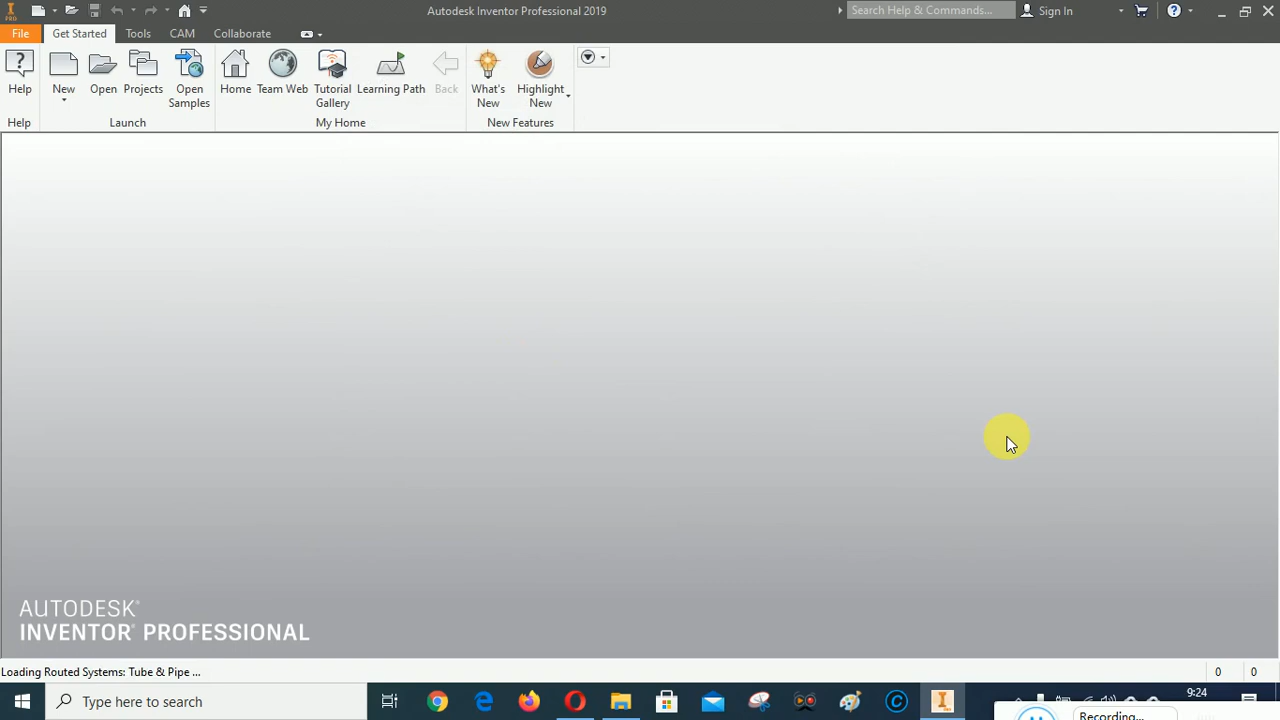 PRO
Autodesk Inventor Professional 2019
Search Help & Commands...
Sign In
File
Get Started
Tools
CAM
Collaborate
Help
New
Open
Projects
Open
Samples
Home
Team Web
Tutorial
Gallery
Learning Path
Back
What's
New
Highlight
New
Help
Launch
My Home
New Features
AUTODESK®
INVENTOR® PROFESSIONAL
Loading Routed Systems: Tube & Pipe ...
0
0
Type here to search
9:24
Recording...